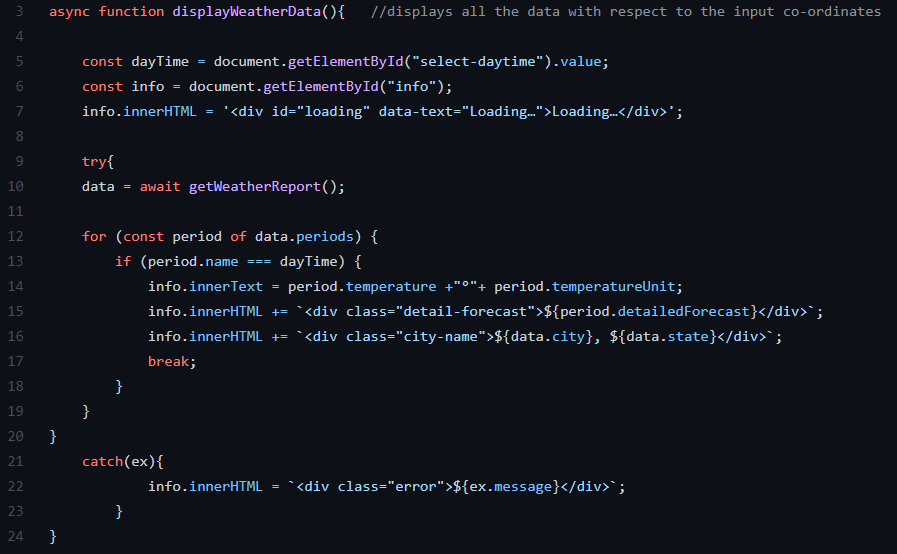 3 async function displayWeatherData(){   //displays all the data with respect to the input co-ordinates
4
5     const dayTime = document.getElementById("select-daytime").value;
6     const info = document.getElementById("info");
7     info.innerHTML = '<div id="loading" data-text="Loading…">Loading…</div>';
8
9     try{
10     data = await getWeatherReport();
11
12     for (const period of data.periods) {
13         if (period.name === dayTime) {
14             info.innerText = period.temperature +"°"+ period.temperatureUnit;
15             info.innerHTML += `<div class="detail-forecast">${period.detailedForecast}</div>`;
16             info.innerHTML += `<div class="city-name">${data.city}, ${data.state}</div>`;
17             break;
18         }
19     }
20 }
21     catch(ex){
22             info.innerHTML = `<div class="error">${ex.message}</div>`;
23         }
24 }